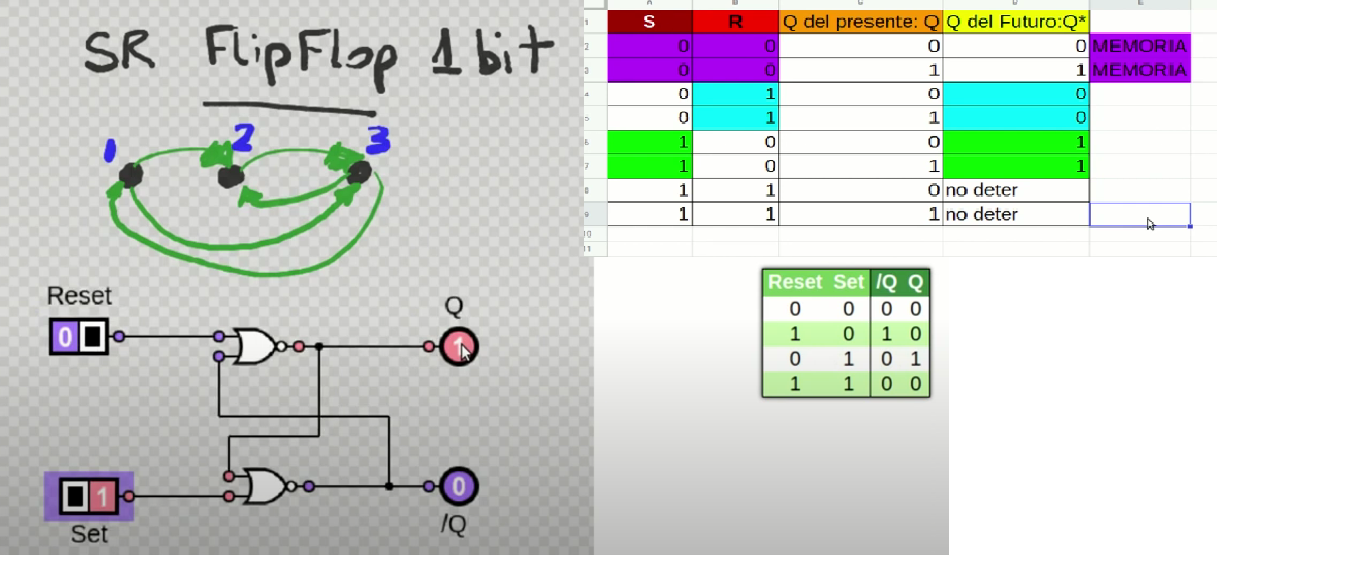 SR FlipFlop 1 bit
1 2 3
Reset
0
Q
1
1
Set
0
/Q
S R Q del presente: Q Q del Futuro:Q*
0 0 0 0 MEMORIA
0 0 1 1 MEMORIA
0 1 0 0
0 1 1 0
1 0 0 1
1 0 1 1
1 1 0 no deter
1 1 1 no deter
Reset Set /Q Q
0 0 0 0
1 0 1 0
0 1 0 1
1 1 0 0